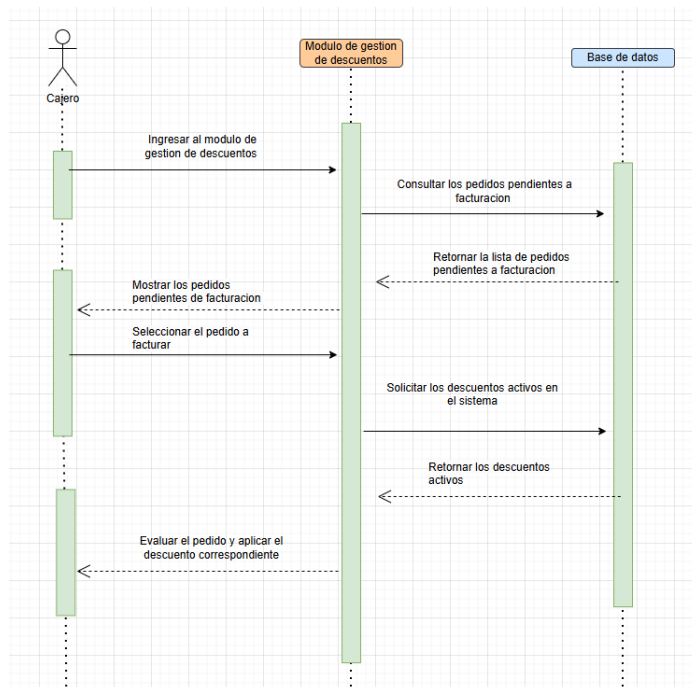 Modulo de gestion
de descuentos
Base de datos
Cajero
Ingresar al modulo de
gestion de descuentos
Consultar los pedidos pendientes a
facturacion
Retornar la lista de pedidos
pendientes a facturacion
Mostrar los pedidos
pendientes de facturacion
Seleccionar el pedido a
facturar
Solicitar los descuentos activos en
el sistema
Retornar los descuentos
activos
Evaluar el pedido y aplicar el
descuento correspondiente